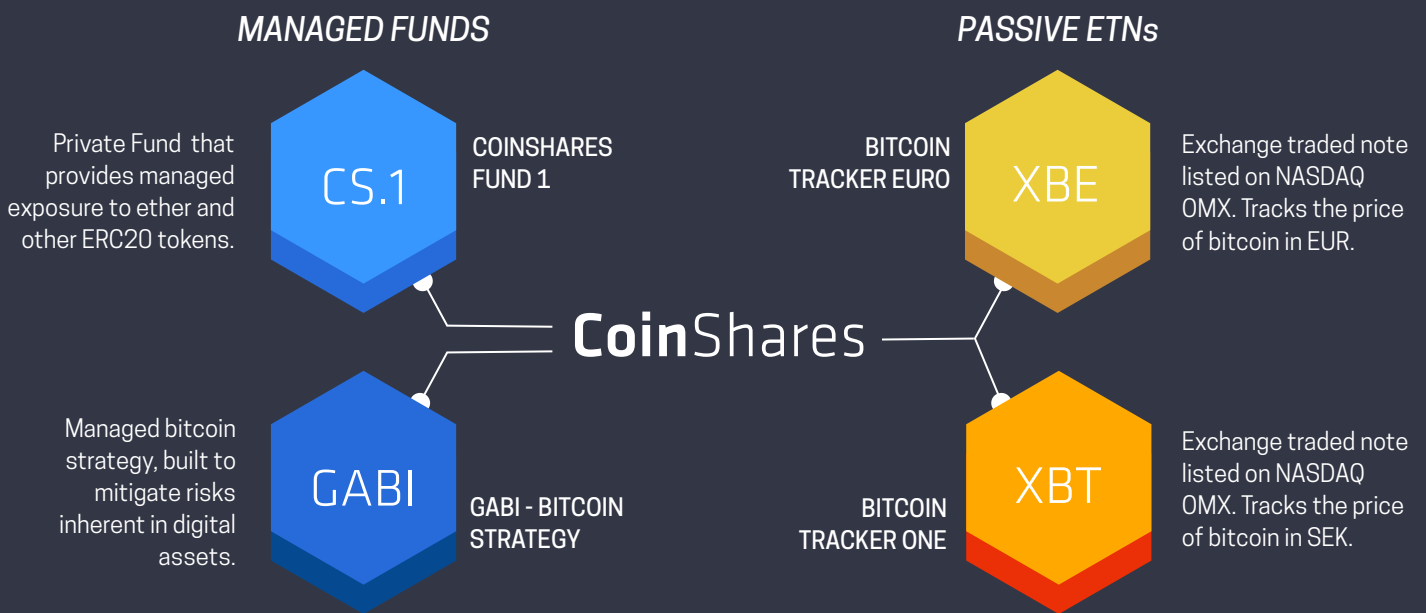 MANAGED FUNDS
PASSIVE ETNs
Private Fund that
provides managed
exposure to ether and
other ERC20 tokens.
CS.1
COINSHARES
FUND 1
BITCOIN
TRACKER EURO
XBE
Exchange traded note
listed on NASDAQ
OMX. Tracks the price
of bitcoin in EUR.
CoinShares
Managed bitcoin
strategy, built to
mitigate risks
inherent in digital
assets.
GABI
GABI - BITCOIN
STRATEGY
BITCOIN
TRACKER ONE
XBT
Exchange traded note
listed on NASDAQ
OMX. Tracks the price
of bitcoin in SEK.